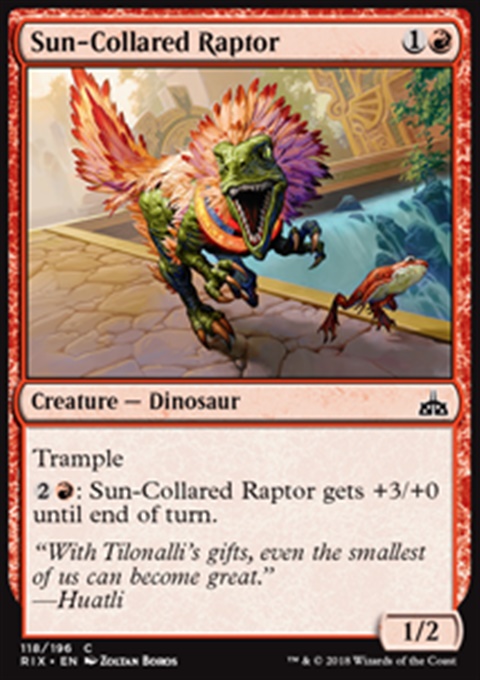 Sun-Collared Raptor 1
Creature — Dinosaur
Trample
2 : Sun-Collared Raptor gets +3/+0
until end of turn.
“With Tilonalli’s gifts, even the smallest
of us can become great.”
—Huatli
1/2
118/196 C
RIX • EN Zoltan Boros
™ & © 2018 Wizards of the Coast